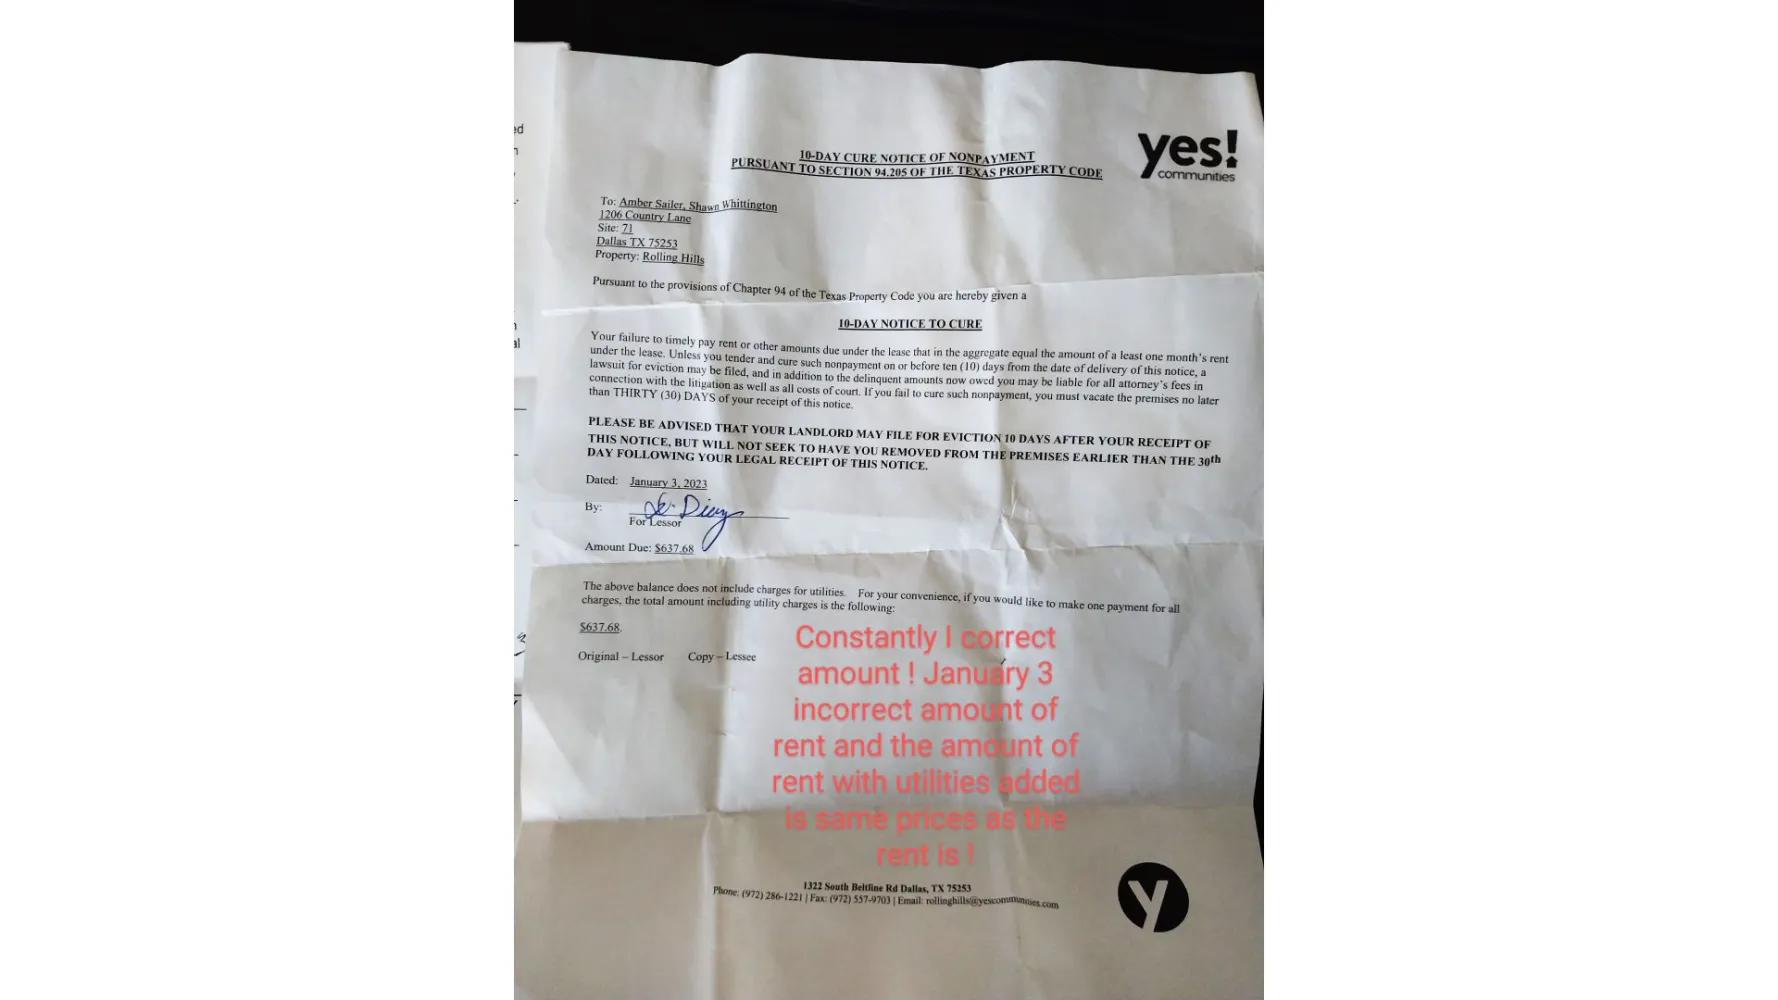 yes!
communities
10-DAY CURE NOTICE OF NONPAYMENT
PURSUANT TO SECTION 94.205 OF THE TEXAS PROPERTY CODE
To: Amber Sailer, Shawn Whittington
1206 Country Lane
Site: 71
Dallas TX 75253
Property: Rolling Hills
Pursuant to the provisions of Chapter 94 of the Texas Property Code you are hereby given a
10-DAY NOTICE TO CURE
Your failure to timely pay rent or other amounts due under the lease that in the aggregate equal the amount of a least one month's rent
under the lease. Unless you tender and cure such nonpayment on or before ten (10) days from the date of delivery of this notice, a
lawsuit for eviction may be filed, and in addition to the delinquent amounts now owed you may be liable for all attorney's fees in
connection with the litigation as well as all costs of court. If you fail to cure such nonpayment, you must vacate the premises no later
than THIRTY (30) DAYS of your receipt of this notice.
PLEASE BE ADVISED THAT YOUR LANDLORD MAY FILE FOR EVICTION 10 DAYS AFTER YOUR RECEIPT OF
THIS NOTICE, BUT WILL NOT SEEK TO HAVE YOU REMOVED FROM THE PREMISES EARLIER THAN THE 30th
DAY FOLLOWING YOUR LEGAL RECEIPT OF THIS NOTICE.
Dated: January 3, 2023
By:
For Lessor
Amount Due: $637.68
The above balance does not include charges for utilities. For your convenience, if you would like to make one payment for all
charges, the total amount including utility charges is the following:
$637.68.
Original – Lessor Copy – Lessee
Constantly I correct
amount ! January 3
incorrect amount of
rent and the amount of
rent with utilities added
is same prices as the
rent is !
1322 South Beltline Rd Dallas, TX 75253
Phone: (972) 286-1221 | Fax: (972) 557-9703 | Email: rollinghills@yescommunities.com
y